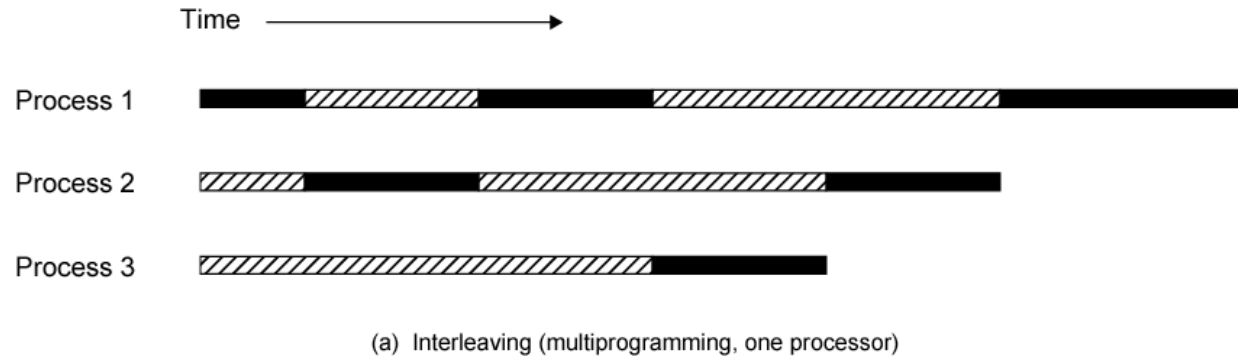 Time
Process 1
Process 2
Process 3
(a) Interleaving (multiprogramming, one processor)